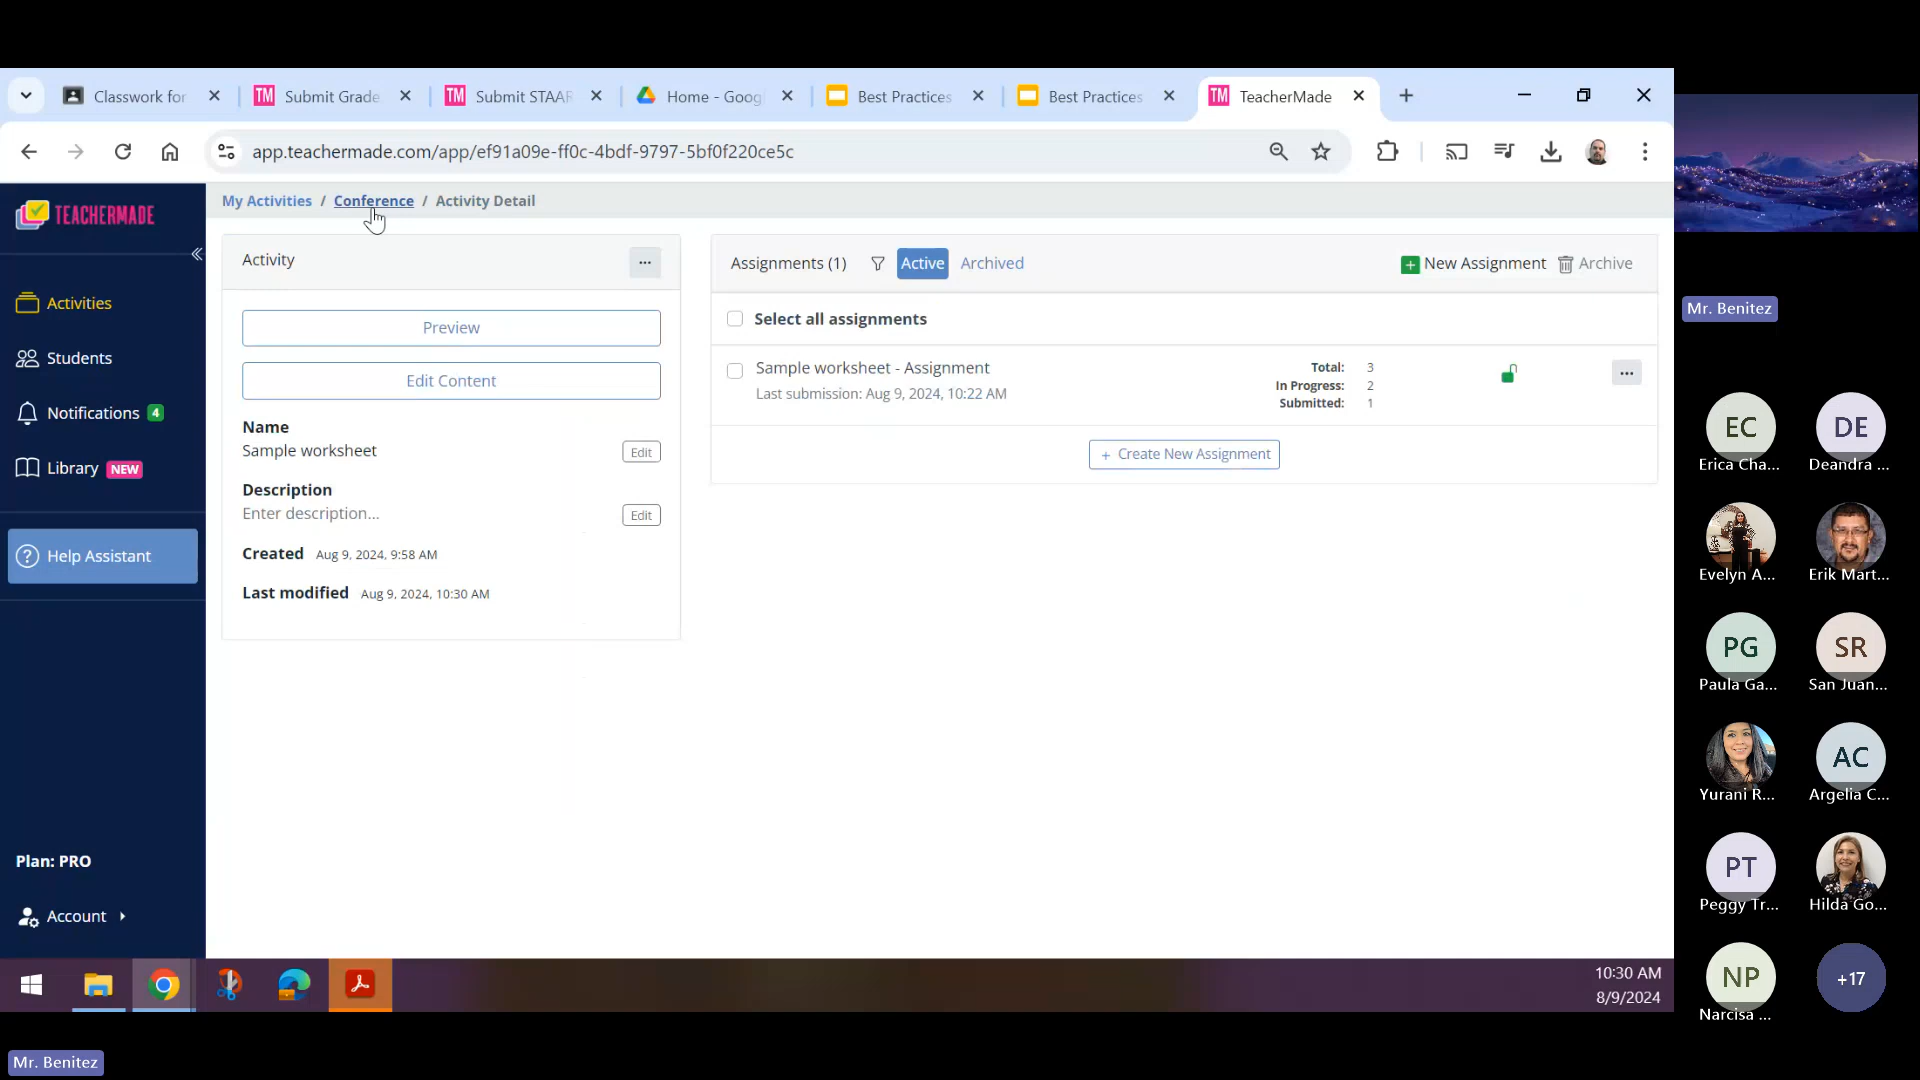 Classwork for
Submit Grade
Submit STAAR
Home - Goog
Best Practices
Best Practices
TeacherMade
app.teachermade.com/app/ef91a09e-ff0c-4bdf-9797-5bf0f220ce5c
TEACHERMADE
My Activities / Conference / Activity Detail
Activities
Students
Notifications 4
Library NEW
Help Assistant
Plan: PRO
Account
Activity
...
Preview
Edit Content
Name
Sample worksheet
Edit
Description
Enter description...
Edit
Created Aug 9, 2024, 9:58 AM
Last modified Aug 9, 2024, 10:30 AM
Assignments (1) Active Archived
+ New Assignment Archive
Select all assignments
Sample worksheet - Assignment
Last submission: Aug 9, 2024, 10:22 AM
Total: 3
In Progress: 2
Submitted: 1
...
+ Create New Assignment
10:30 AM
8/9/2024
Mr. Benitez
Mr. Benitez
EC
Erica Cha...
DE
Deandra ...
Evelyn A...
Erik Mart...
PG
Paula Ga...
SR
San Juan...
Yurani R...
AC
Argelia C...
PT
Peggy Tr...
Hilda Go...
NP
Narcisa ...
+17